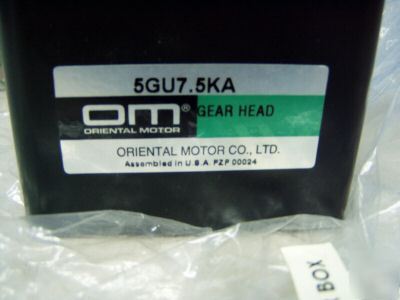 5GU7.5KA
OM® GEAR HEAD
ORIENTAL MOTOR
ORIENTAL MOTOR CO., LTD.
Assembled in U.S.A. PZP 00024
BOX